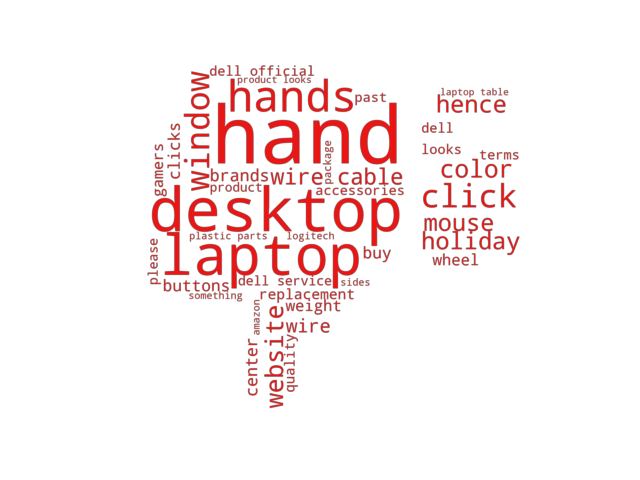 dell official
product looks
laptop table
hands
past
hence
window
hand
dell
clicks
looks
terms
gamers
package
brands
wire
cable
color
product
accessories
desktop
click
mouse
plastic parts
logitech
holiday
laptop
buy
wheel
please
buttons
dell service
sides
something
replacement
amazon
website
weight
wire
center
quality